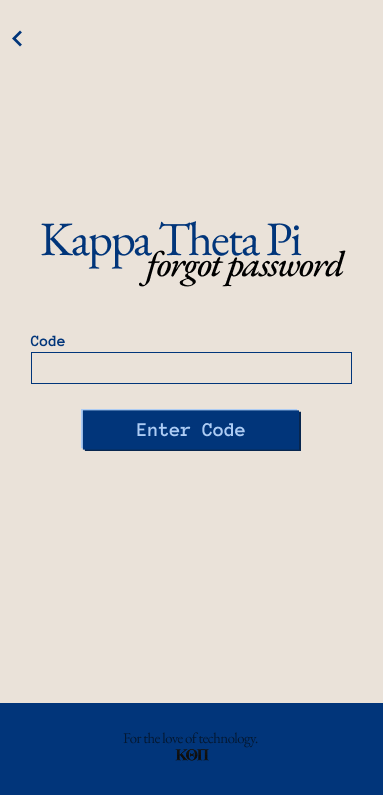 Kappa Theta Pi
forgot password
Code
Enter Code
For the love of technology.
ΚΘΠ